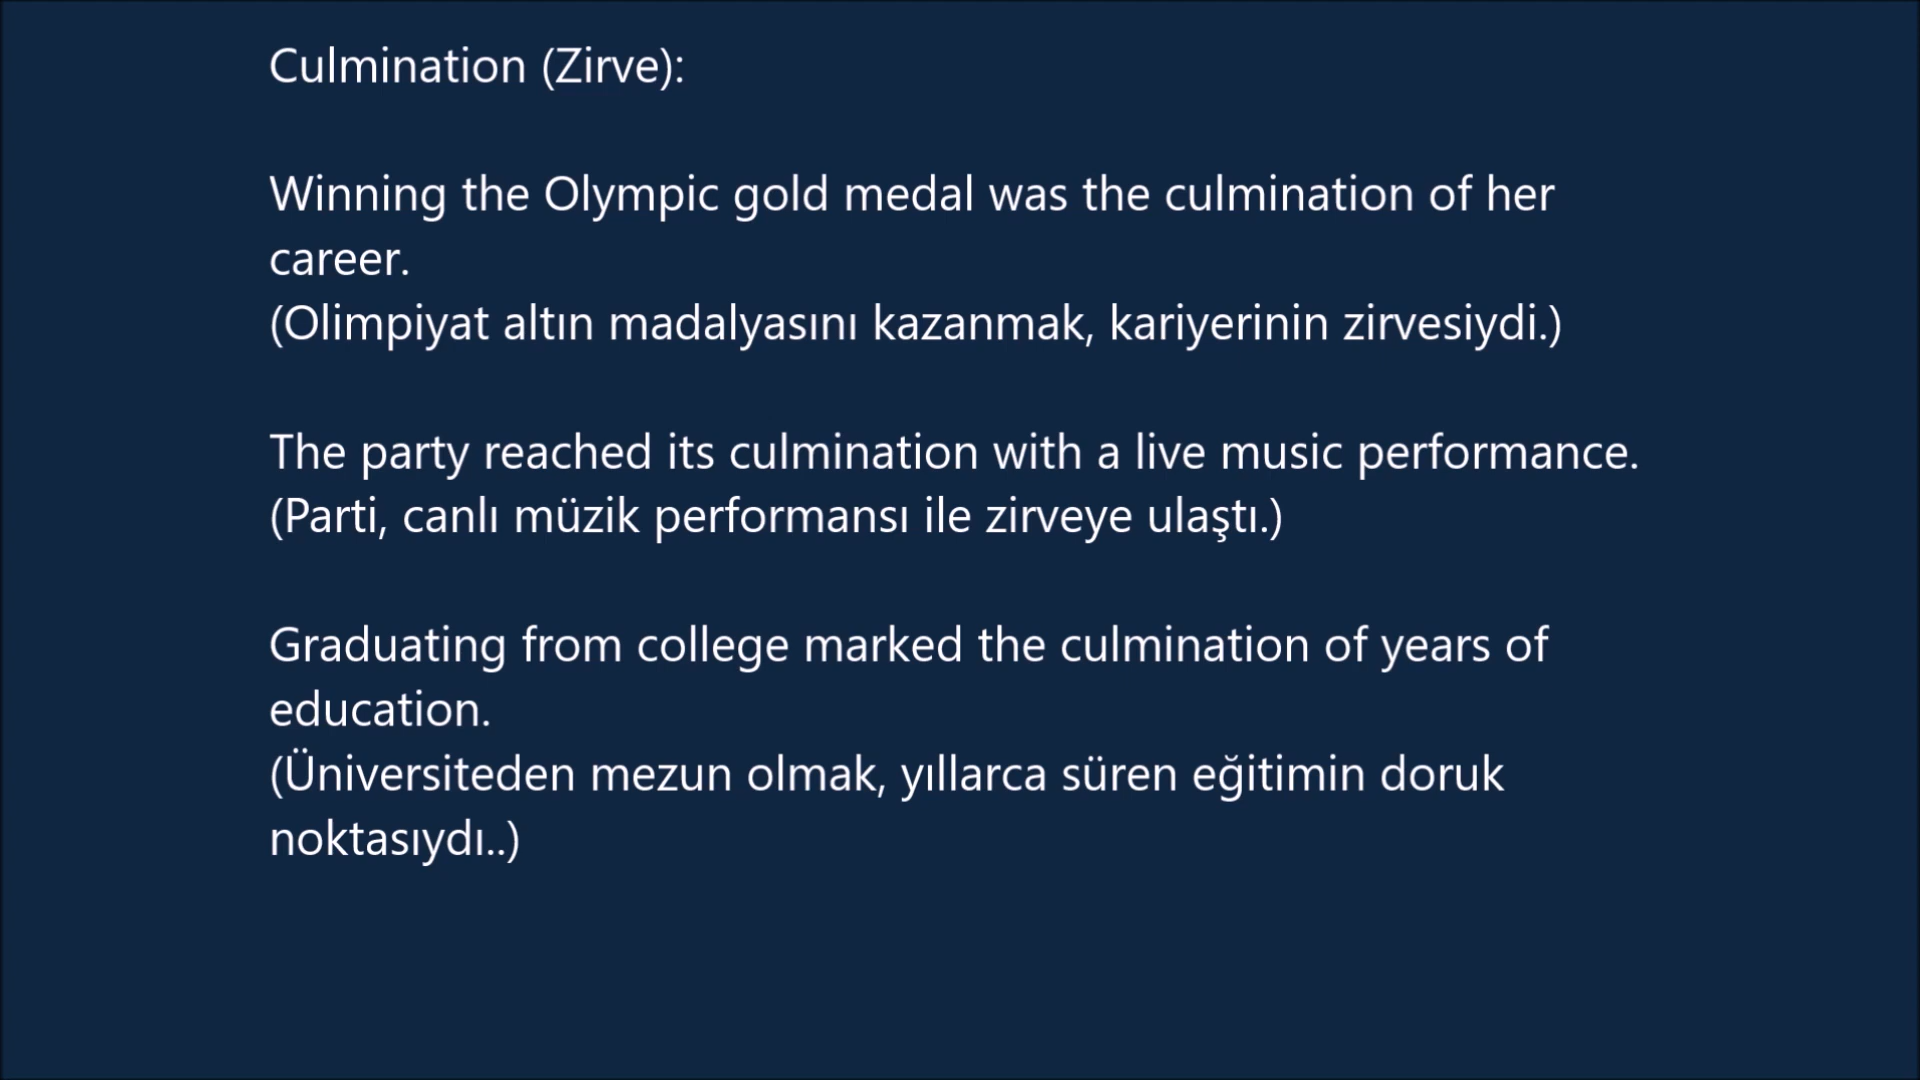 Culmination (Zirve):
Winning the Olympic gold medal was the culmination of her
career.
(Olimpiyat altın madalyasını kazanmak, kariyerinin zirvesiydi.)
The party reached its culmination with a live music performance.
(Parti, canlı müzik performansı ile zirveye ulaştı.)
Graduating from college marked the culmination of years of
education.
(Üniversiteden mezun olmak, yıllarca süren eğitimin doruk
noktasıydı..)